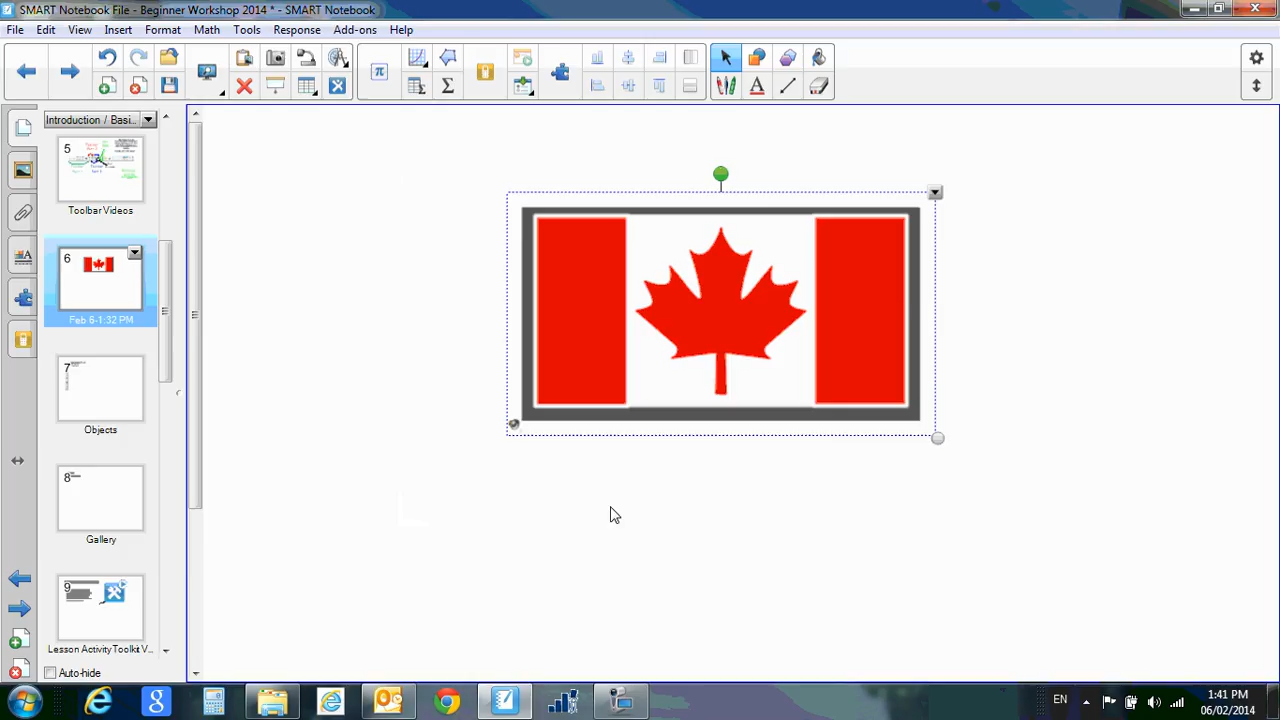 SMART Notebook File - Beginner Workshop 2014 * - SMART Notebook
File Edit View Insert Format Math Tools Response Add-ons Help
Introduction / Basi...
5
Toolbar Videos
6
Feb 6-1:32 PM
7
Objects
8
Gallery
9
Lesson Activity Toolkit V...
Auto-hide
EN
1:41 PM
06/02/2014